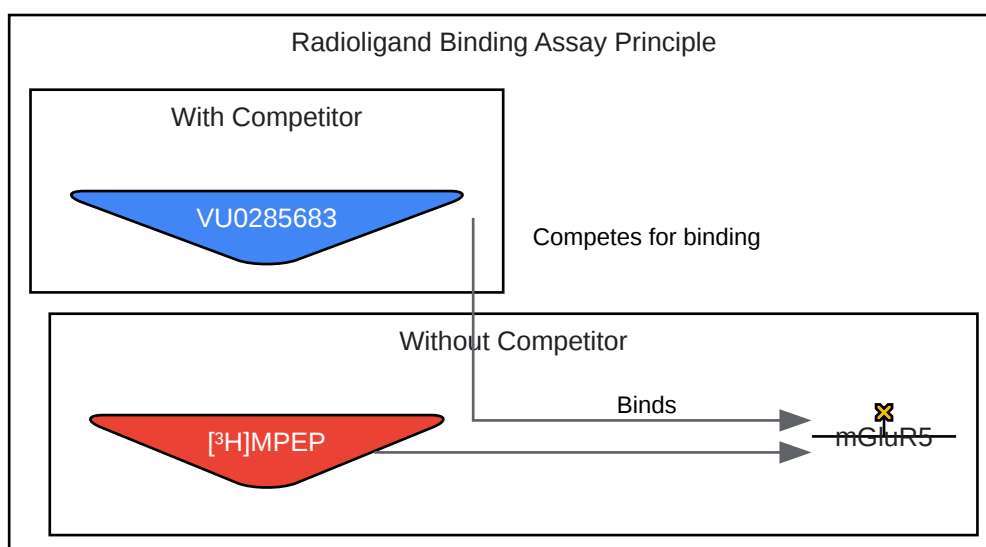 Radioligand Binding Assay Principle
With Competitor
VU0285683
Competes for binding
Without Competitor
Binds
[³H]MPEP
mGluR5